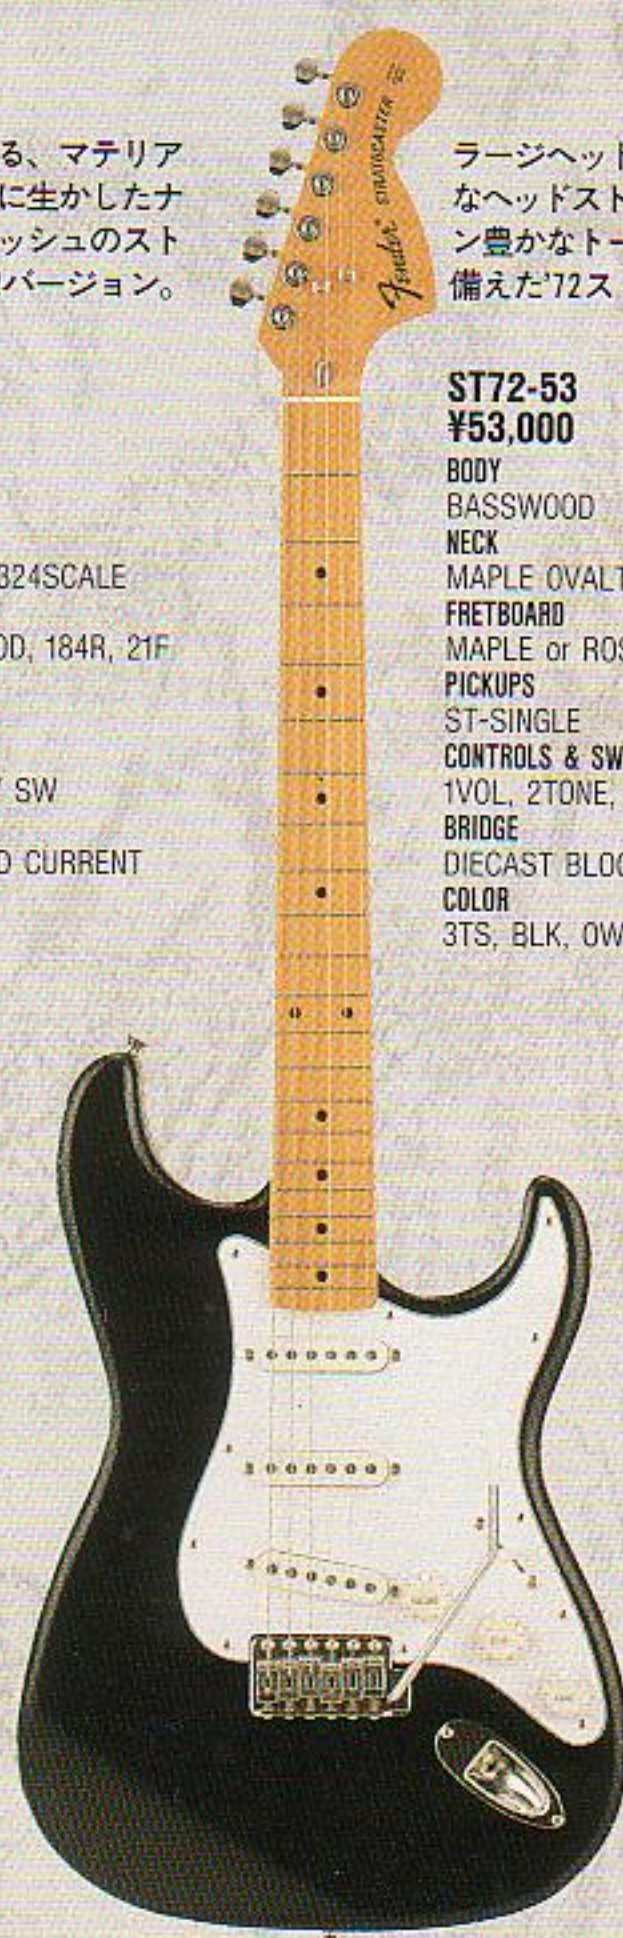 る、マテリア
に生かしたナ
ッシュのスト
バージョン。
324SCALE
OD, 184R, 21F
SW
D CURRENT
Fender
STRATOCASTER
ラージヘッド
なヘッドスト
ン豊かなトー
備えた'72ス
ST72-53
¥53,000
BODY
BASSWOOD
NECK
MAPLE OVALT
FRETBOARD
MAPLE or ROS
PICKUPS
ST-SINGLE
CONTROLS & SW
1VOL, 2TONE,
BRIDGE
DIECAST BLOC
COLOR
3TS, BLK, OW